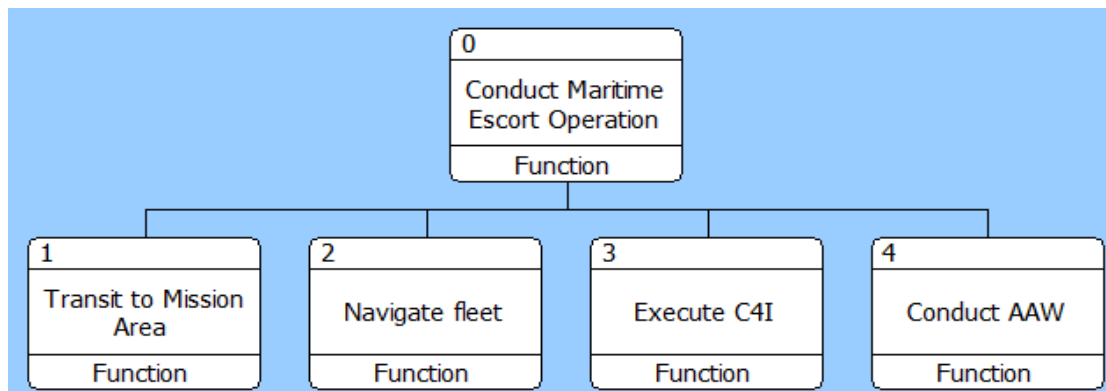 0
Conduct Maritime
Escort Operation
Function
1
Transit to Mission
Area
Function
2
Navigate fleet
Function
3
Execute C4I
Function
4
Conduct AAW
Function